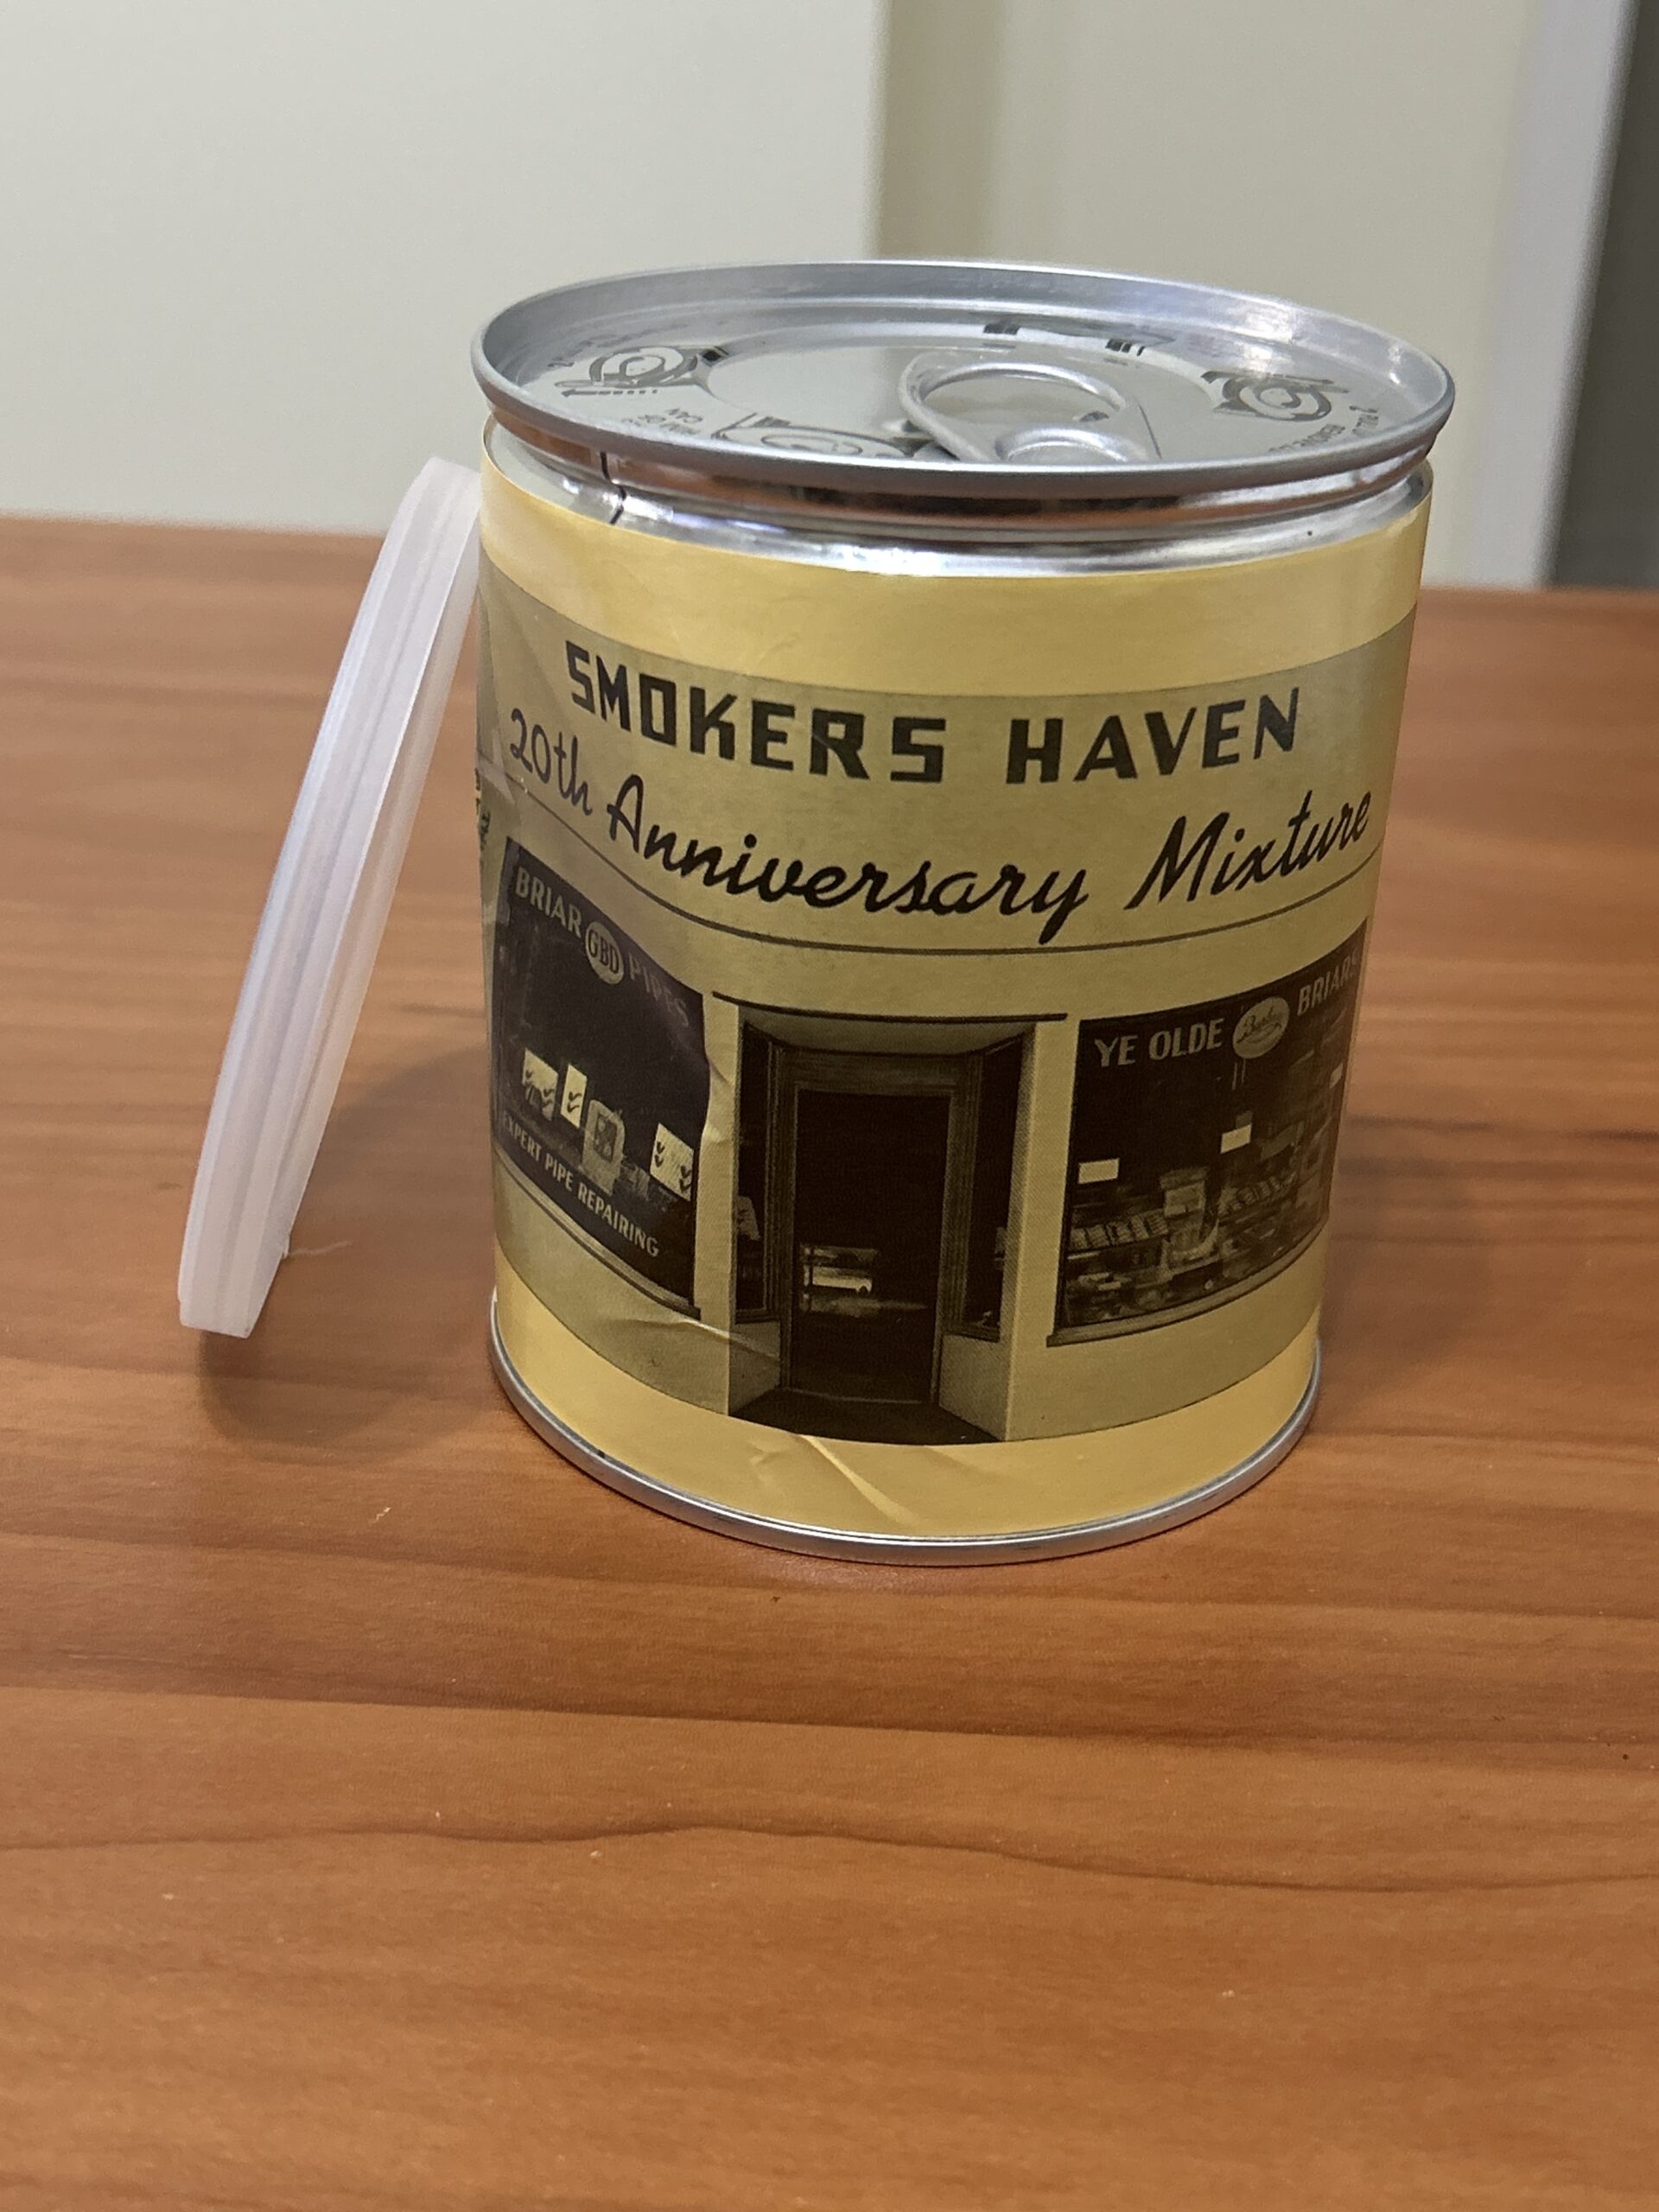 SMOKERS HAVEN
20th Anniversary Mixture
BRIAR GBD PIPES
EXPERT PIPE REPAIRING
YE OLDE BRIARS